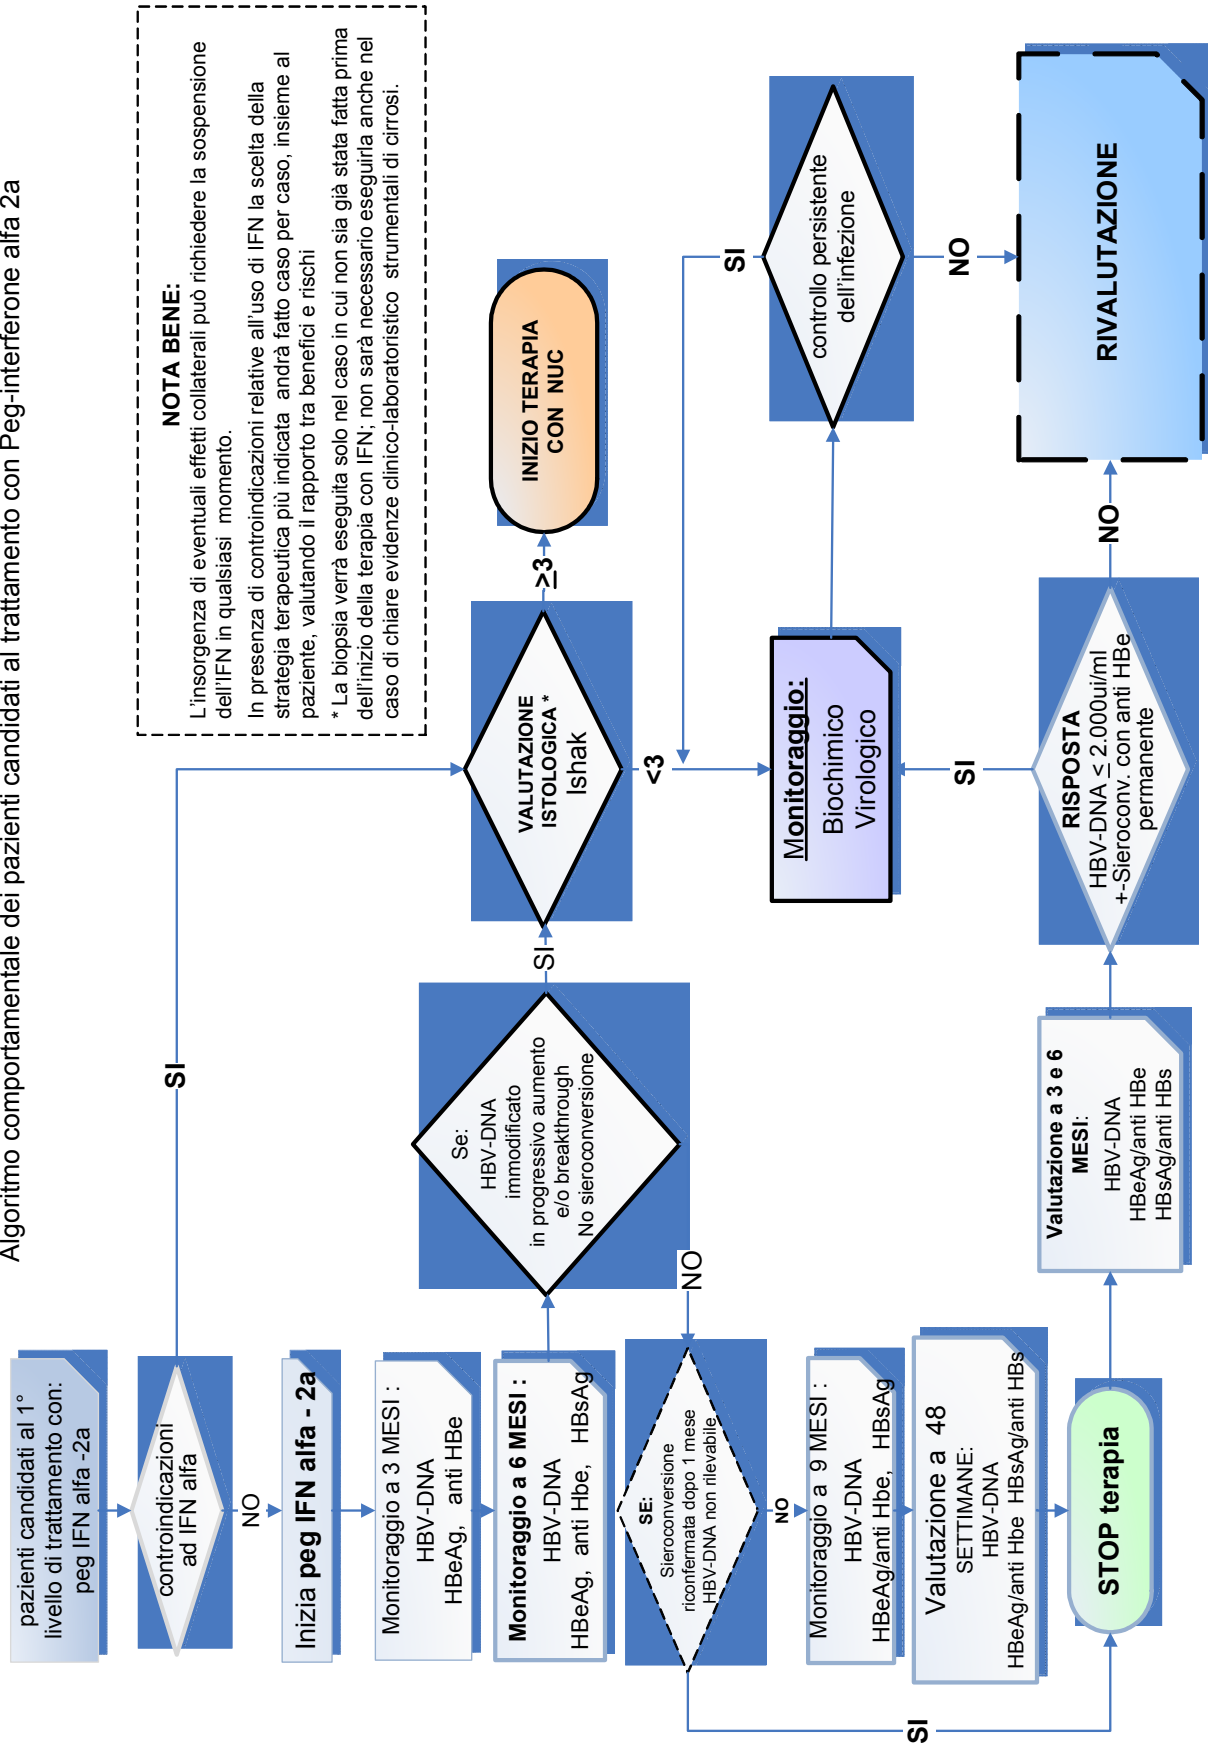 Algoritmo comportamentale dei pazienti candidati al trattamento con Peg-interferone alfa 2a
pazienti candidati al 1°
livello di trattamento con:
peg IFN alfa -2a
controindicazioni
ad IFN alfa
SI
NO
Inizia peg IFN alfa - 2a
Monitoraggio a 3 MESI :
HBV-DNA
HBeAg, anti HBe
Monitoraggio a 6 MESI :
HBV-DNA
HBeAg, anti Hbe, HBsAg
Se:
HBV-DNA
immodificato
in progressivo aumento
e/o breakthrough
No sieroconversione
SI
NO
SE:
Sieroconversione
riconfermata dopo 1 mese
HBV-DNA non rilevabile
NO
SI
Monitoraggio a 9 MESI :
HBV-DNA
HBeAg/anti Hbe, HBsAg
Valutazione a 48
SETTIMANE:
HBV-DNA
HBeAg/anti Hbe HBsAg/anti HBs
STOP terapia
Valutazione a 3 e 6
MESI:
HBV-DNA
HBeAg/anti HBe
HBsAg/anti HBs
RISPOSTA
HBV-DNA ≤ 2.000ui/ml
+-Sieroconv. con anti HBe
permanente
SI
NO
VALUTAZIONE
ISTOLOGICA *
Ishak
≥3
<3
INIZIO TERAPIA
CON NUC
Monitoraggio:
Biochimico
Virologico
controllo persistente
dell'infezione
SI
NO
RIVALUTAZIONE
NOTA BENE:
L'insorgenza di eventuali effetti collaterali può richiedere la sospensione
dell'IFN in qualsiasi momento.
In presenza di controindicazioni relative all'uso di IFN la scelta della
strategia terapeutica più indicata andrà fatto caso per caso, insieme al
paziente, valutando il rapporto tra benefici e rischi
* La biopsia verrà eseguita solo nel caso in cui non sia già stata fatta prima
dell'inizio della terapia con IFN; non sarà necessario eseguirla anche nel
caso di chiare evidenze clinico-laboratoristico strumentali di cirrosi.